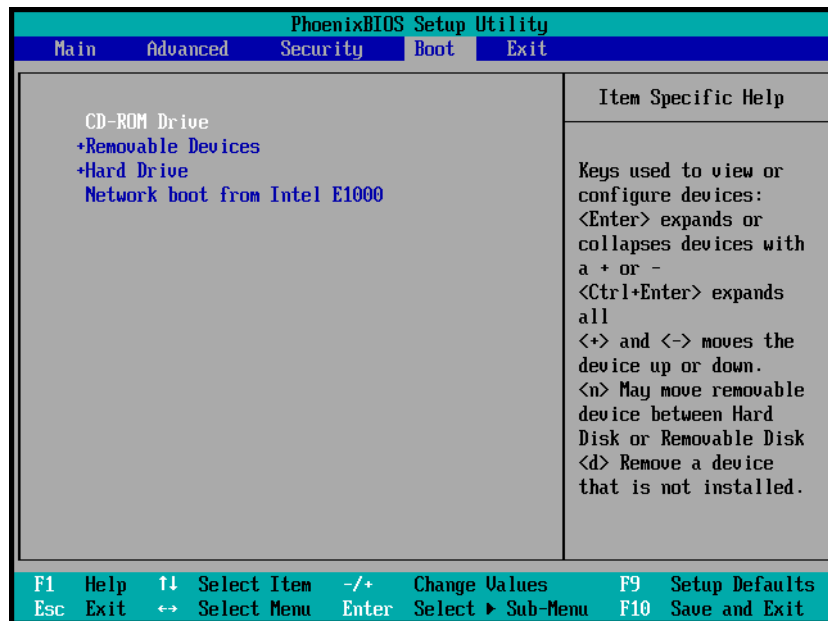 PhoenixBIOS Setup Utility
Main Advanced Security Boot Exit
CD-ROM Drive
+Removable Devices
+Hard Drive
Network boot from Intel E1000
Item Specific Help
Keys used to view or
configure devices:
<Enter> expands or
collapses devices with
a + or -
<Ctrl+Enter> expands
all
<+> and <-> moves the
device up or down.
<n> May move removable
device between Hard
Disk or Removable Disk
<d> Remove a device
that is not installed.
F1 Help ↑↓ Select Item -/+ Change Values F9 Setup Defaults
Esc Exit ↔ Select Menu Enter Select ▶ Sub-Menu F10 Save and Exit